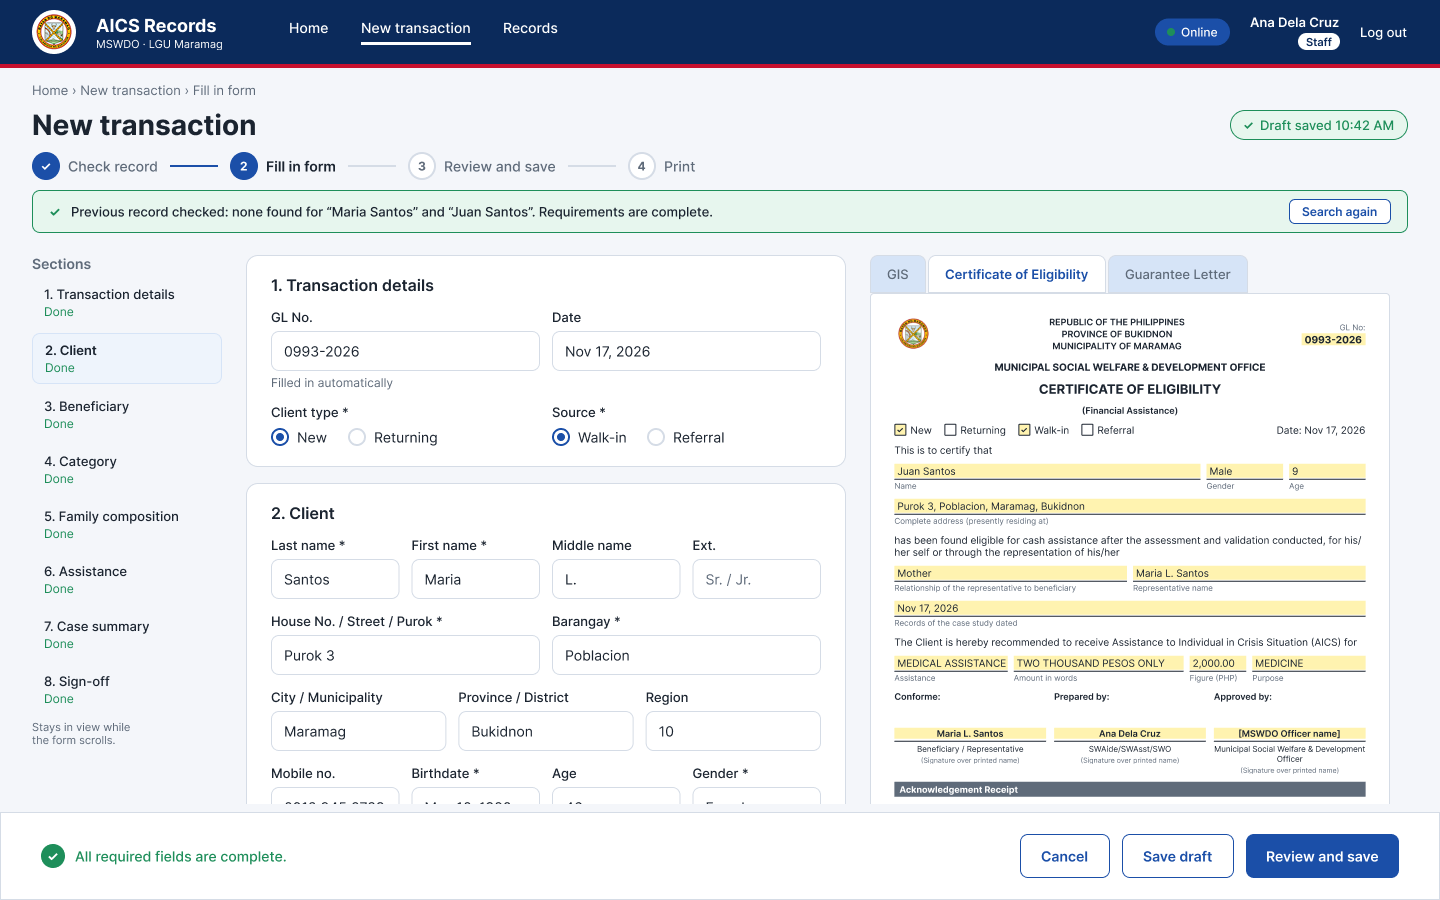 AICS Records
MSWDO · LGU Maramag
Home
New transaction
Records
Online
Ana Dela Cruz
Staff
Log out
Home › New transaction › Fill in form
New transaction
Draft saved 10:42 AM
Check record
2 Fill in form
3 Review and save
4 Print
Previous record checked: none found for “Maria Santos” and “Juan Santos”. Requirements are complete.
Search again
Sections
1. Transaction details
Done
2. Client
Done
3. Beneficiary
Done
4. Category
Done
5. Family composition
Done
6. Assistance
Done
7. Case summary
Done
8. Sign-off
Done
Stays in view while
the form scrolls.
1. Transaction details
GL No.
Date
0993-2026
Nov 17, 2026
Filled in automatically
Client type *
Source *
New
Returning
Walk-in
Referral
2. Client
Last name *
First name *
Middle name
Ext.
Santos
Maria
L.
Sr. / Jr.
House No. / Street / Purok *
Barangay *
Purok 3
Poblacion
City / Municipality
Province / District
Region
Maramag
Bukidnon
10
Mobile no.
Birthdate *
Age
Gender *
GIS
Certificate of Eligibility
Guarantee Letter
REPUBLIC OF THE PHILIPPINES
PROVINCE OF BUKIDNON
MUNICIPALITY OF MARAMAG
GL No:
0993-2026
MUNICIPAL SOCIAL WELFARE & DEVELOPMENT OFFICE
CERTIFICATE OF ELIGIBILITY
(Financial Assistance)
New
Returning
Walk-in
Referral
Date: Nov 17, 2026
This is to certify that
Juan Santos
Male
9
Name
Gender
Age
Purok 3, Poblacion, Maramag, Bukidnon
Complete address (presently residing at)
has been found eligible for cash assistance after the assessment and validation conducted, for his/
her self or through the representation of his/her
Mother
Maria L. Santos
Relationship of the representative to beneficiary
Representative name
Nov 17, 2026
Records of the case study dated
The Client is hereby recommended to receive Assistance to Individual in Crisis Situation (AICS) for
MEDICAL ASSISTANCE
TWO THOUSAND PESOS ONLY
2,000.00
MEDICINE
Assistance
Amount in words
Figure (PHP)
Purpose
Conforme:
Prepared by:
Approved by:
Maria L. Santos
Ana Dela Cruz
[MSWDO Officer name]
Beneficiary / Representative
SWAide/SWAsst/SWO
Municipal Social Welfare & Development
Officer
(Signature over printed name)
(Signature over printed name)
(Signature over printed name)
Acknowledgement Receipt
All required fields are complete.
Cancel
Save draft
Review and save